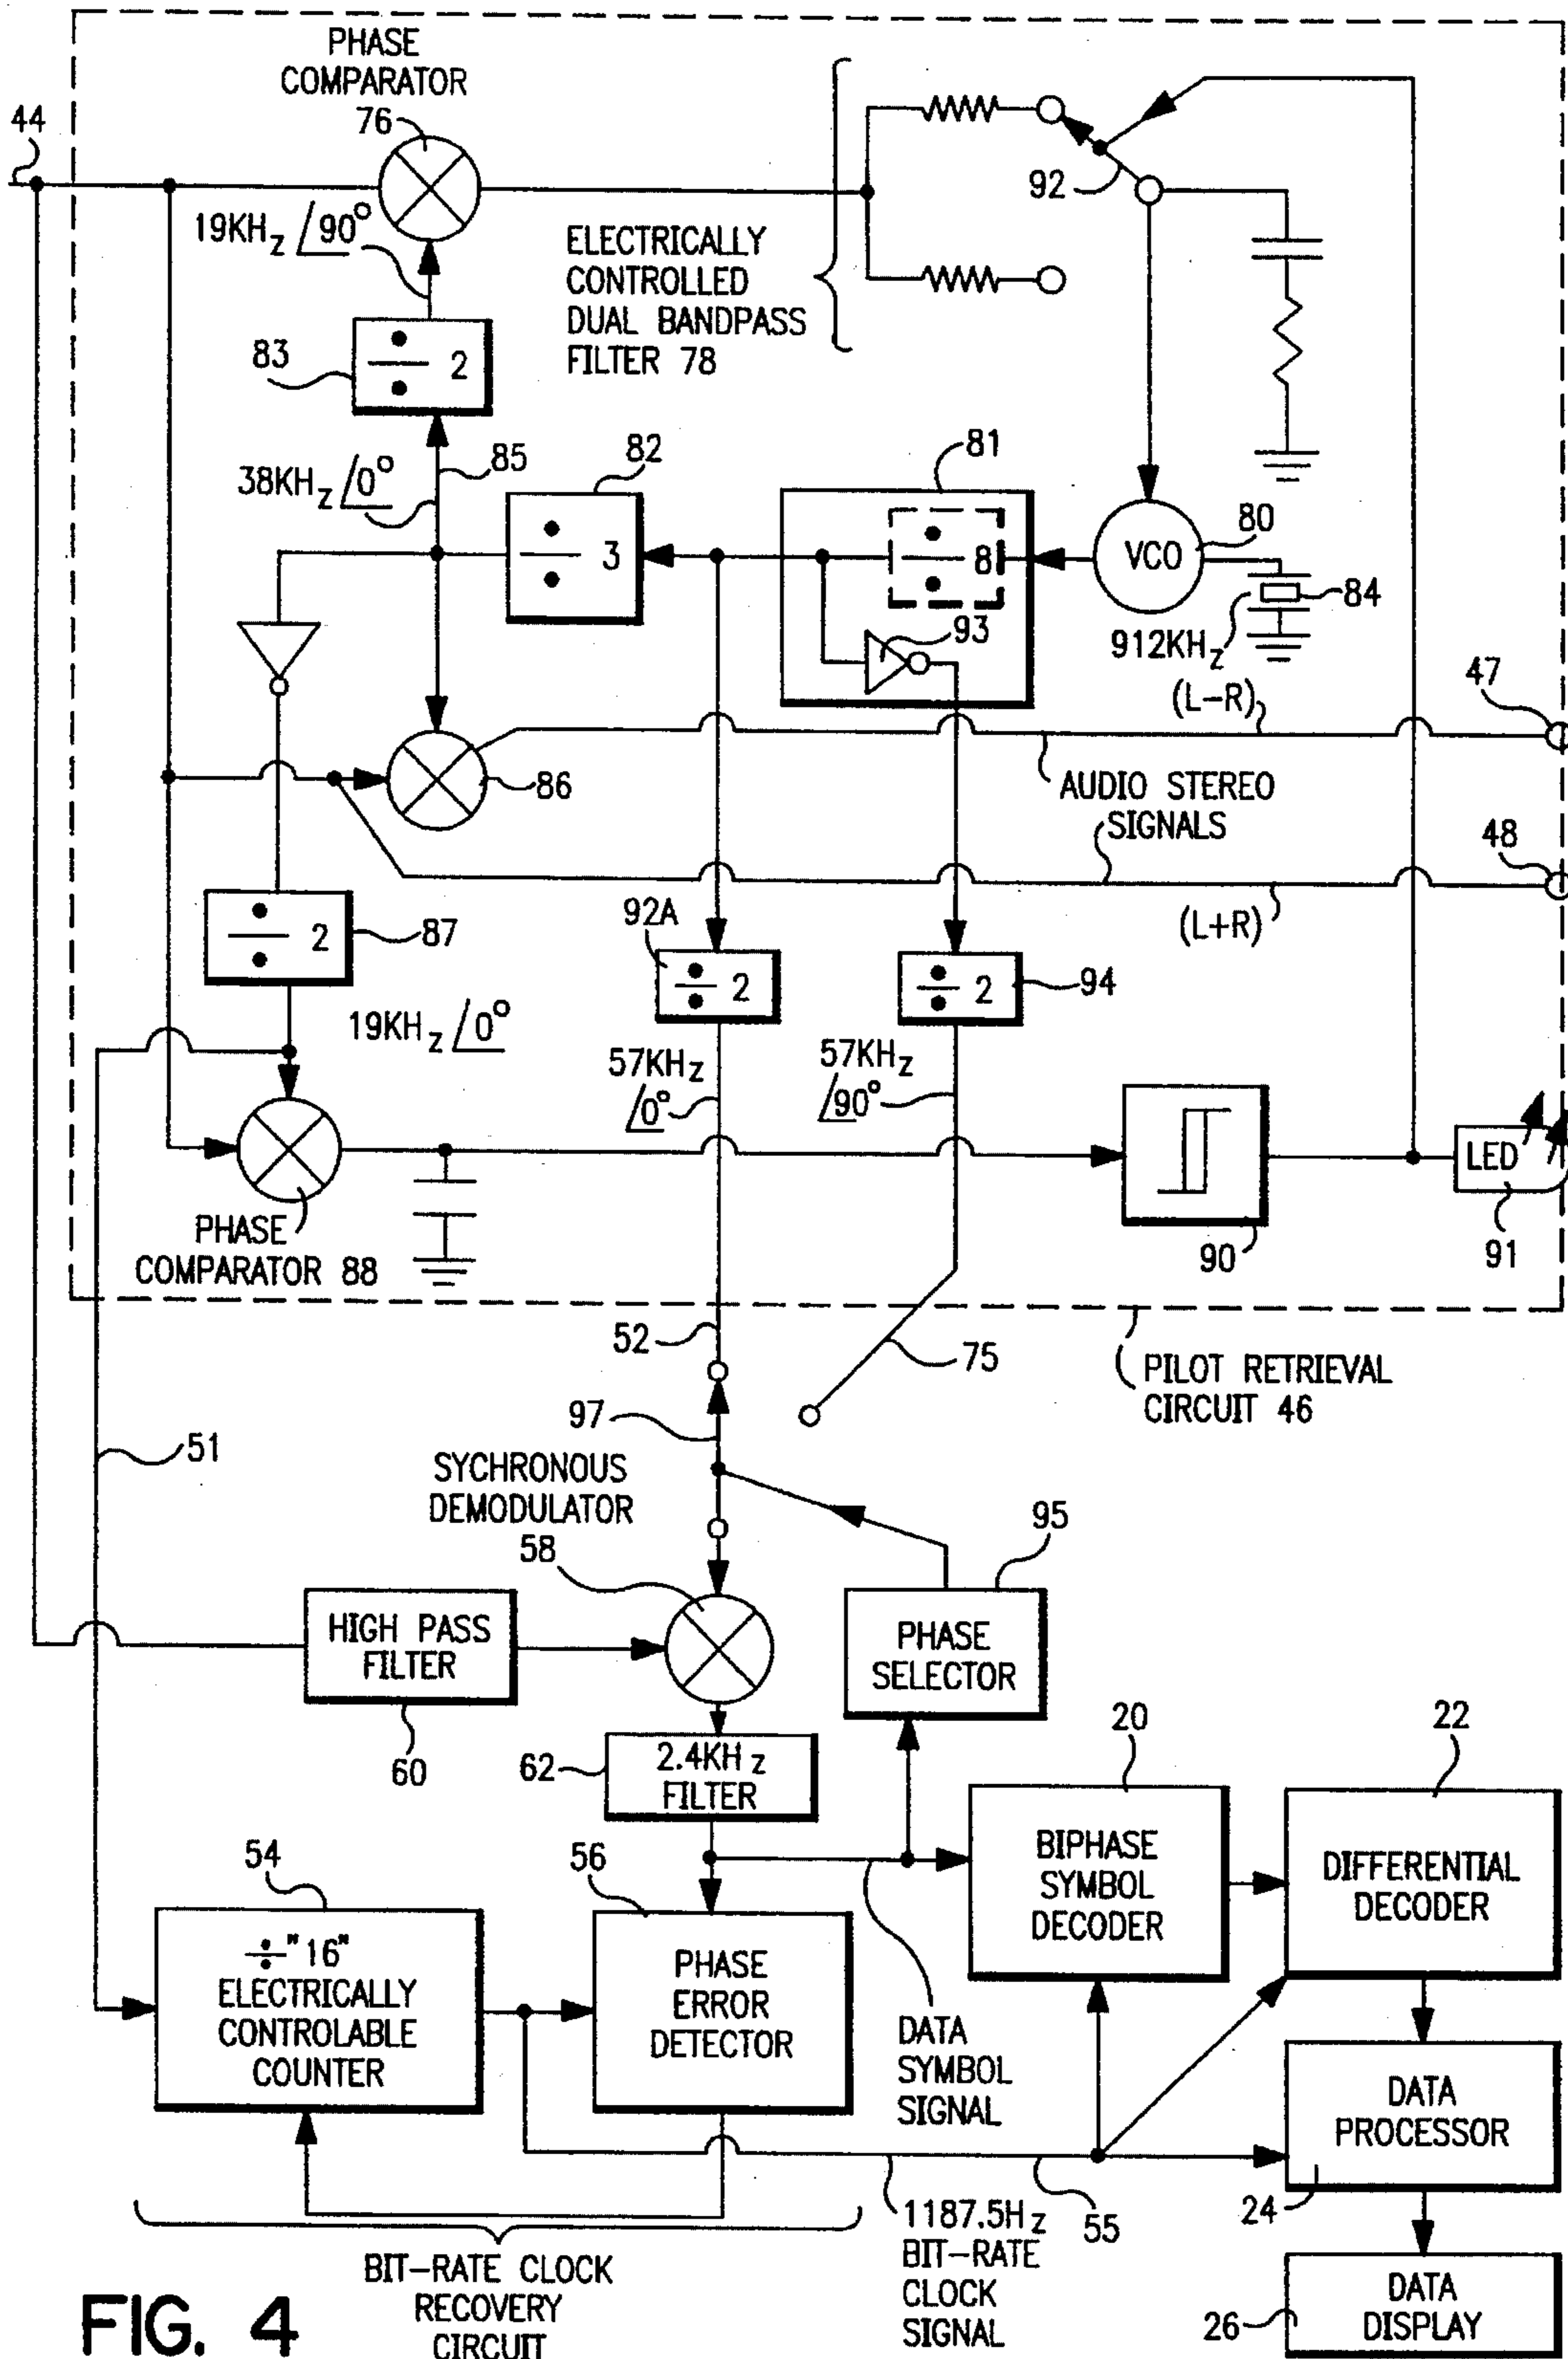 PHASE
COMPARATOR
76
44
19KHz /90°
ELECTRICALLY
CONTROLLED
DUAL BANDPASS
FILTER 78
92
83
÷ 2
38KHz /0°
85
82
÷ 3
81
÷ 8
93
VCO
80
84
912KHz
(L-R)
47
86
AUDIO STEREO
SIGNALS
48
(L+R)
÷ 2
87
92A
÷ 2
÷ 2
94
19KHz /0°
57KHz
/0°
57KHz
/90°
PHASE
COMPARATOR 88
90
LED
91
52
75
PILOT RETRIEVAL
CIRCUIT 46
97
51
SYCHRONOUS
DEMODULATOR
58
95
HIGH PASS
FILTER
60
PHASE
SELECTOR
62
2.4KHz
FILTER
20
22
BIPHASE
SYMBOL
DECODER
DIFFERENTIAL
DECODER
54
÷"16"
ELECTRICALLY
CONTROLABLE
COUNTER
56
PHASE
ERROR
DETECTOR
DATA
SYMBOL
SIGNAL
DATA
PROCESSOR
24
1187.5Hz
BIT-RATE
CLOCK
SIGNAL
55
BIT-RATE CLOCK
RECOVERY
CIRCUIT
DATA
DISPLAY
26
FIG. 4